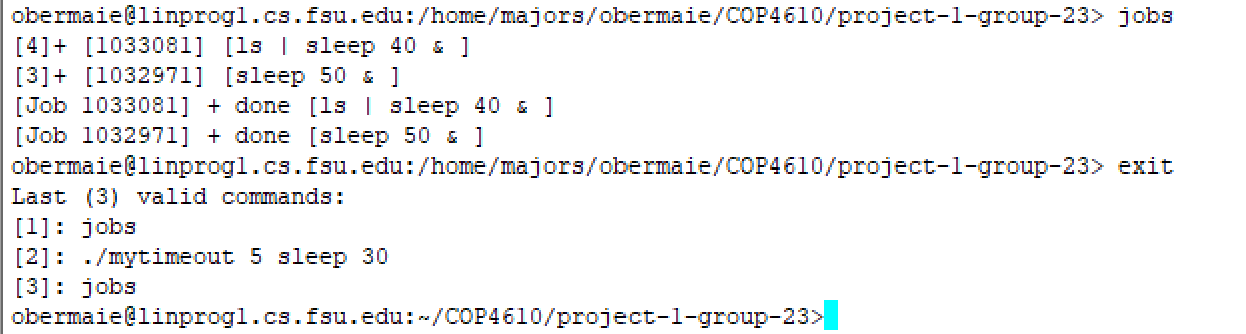 obermaie@linprog1.cs.fsu.edu:/home/majors/obermaie/COP4610/project-1-group-23> jobs
[4]+ [1033081] [ls | sleep 40 & ]
[3]+ [1032971] [sleep 50 & ]
[Job 1033081] + done [ls | sleep 40 & ]
[Job 1032971] + done [sleep 50 & ]
obermaie@linprog1.cs.fsu.edu:/home/majors/obermaie/COP4610/project-1-group-23> exit
Last (3) valid commands:
[1]: jobs
[2]: ./mytimeout 5 sleep 30
[3]: jobs
obermaie@linprog1.cs.fsu.edu:~/COP4610/project-1-group-23>